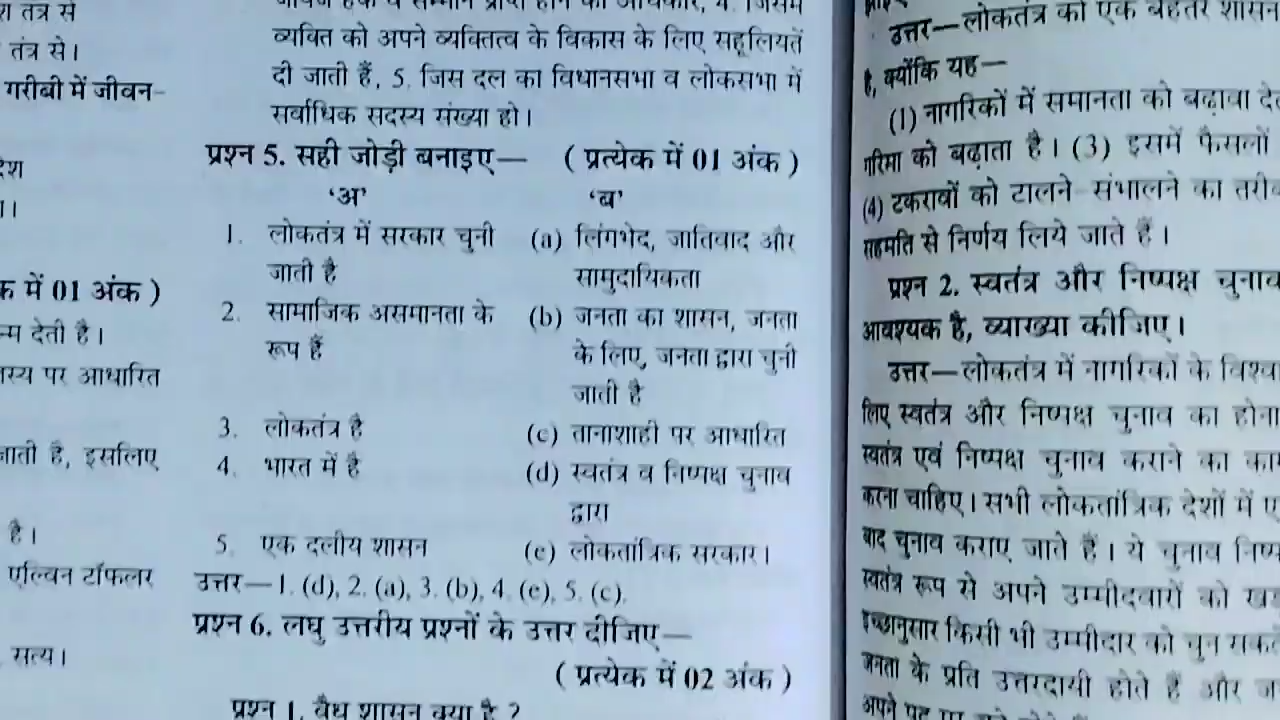 तंत्र से
तंत्र से।
गरीबी में जीवन-
।।
में 01 अंक )
देती है।
पर आधारित
जाती है, इसलिए
है।
एल्विन टॉफलर
सत्य।
व्यक्ति को अपने व्यक्तित्व के विकास के लिए सहूलियतें
दी जाती हैं, 5. जिस दल का विधानसभा व लोकसभा में
सर्वाधिक सदस्य संख्या हो।
प्रश्न 5. सही जोड़ी बनाइए— ( प्रत्येक में 01 अंक )
‘अ’ ‘ब’
1. लोकतंत्र में सरकार चुनी (a) लिंगभेद, जातिवाद और
जाती है सामुदायिकता
2. सामाजिक असमानता के (b) जनता का शासन, जनता
रूप हैं के लिए, जनता द्वारा चुनी
जाती है
3. लोकतंत्र है (c) तानाशाही पर आधारित
4. भारत में है (d) स्वतंत्र व निष्पक्ष चुनाव
द्वारा
5. एक दलीय शासन (e) लोकतांत्रिक सरकार।
उत्तर—1. (d), 2. (a), 3. (b), 4. (e), 5. (c).
प्रश्न 6. लघु उत्तरीय प्रश्नों के उत्तर दीजिए—
( प्रत्येक में 02 अंक )
प्रश्न 1. वैध शासन क्या है ?
उत्तर—लोकतंत्र को एक बेहतर शासन
है, क्योंकि यह—
(1) नागरिकों में समानता को बढ़ावा
गरिमा को बढ़ाता है। (3) इसमें फैसलों
(4) टकरावों को टालने-संभालने का
सहमति से निर्णय लिये जाते हैं।
प्रश्न 2. स्वतंत्र और निष्पक्ष चुनाव
आवश्यक है, व्याख्या कीजिए।
उत्तर—लोकतंत्र में नागरिकों के
लिए स्वतंत्र और निष्पक्ष चुनाव का होना
स्वतंत्र एवं निष्पक्ष चुनाव कराने का
करना चाहिए। सभी लोकतांत्रिक देशों में
बाद चुनाव कराए जाते हैं। ये चुनाव
स्वतंत्र रूप से अपने उम्मीदवारों को
इच्छानुसार किसी भी उम्मीदार को चुन
जनता के प्रति उत्तरदायी होते हैं और